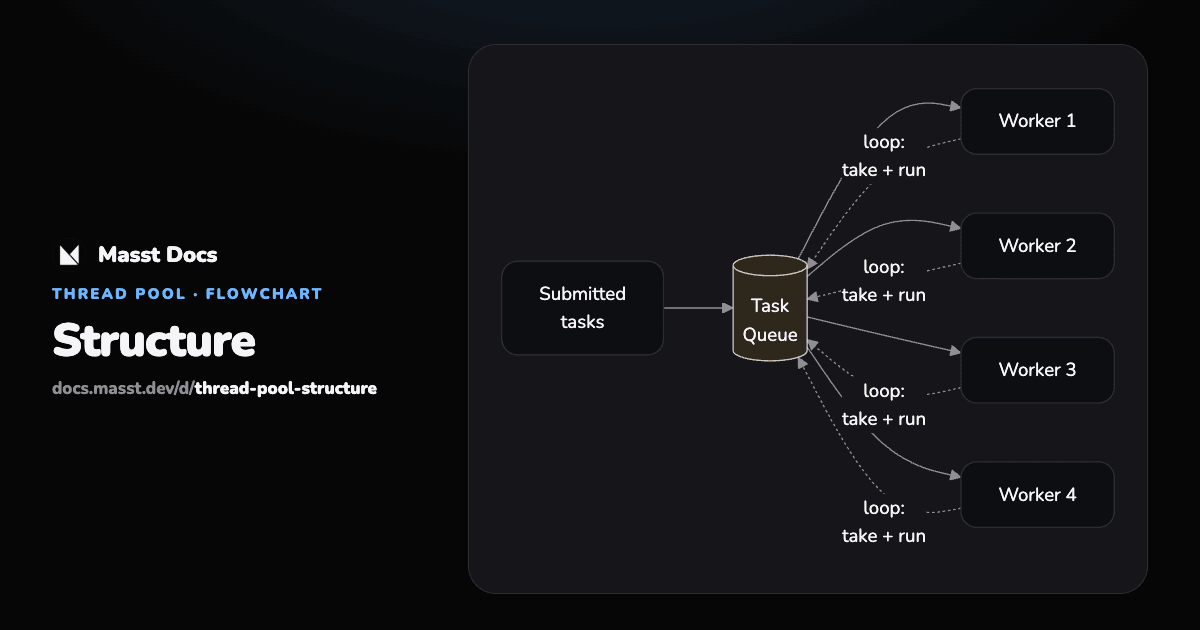 Masst Docs
THREAD POOL · FLOWCHART
Structure
docs.masst.dev/d/thread-pool-structure
Submitted
tasks
Task
Queue
loop:
take + run
loop:
take + run
loop:
take + run
loop:
take + run
Worker 1
Worker 2
Worker 3
Worker 4